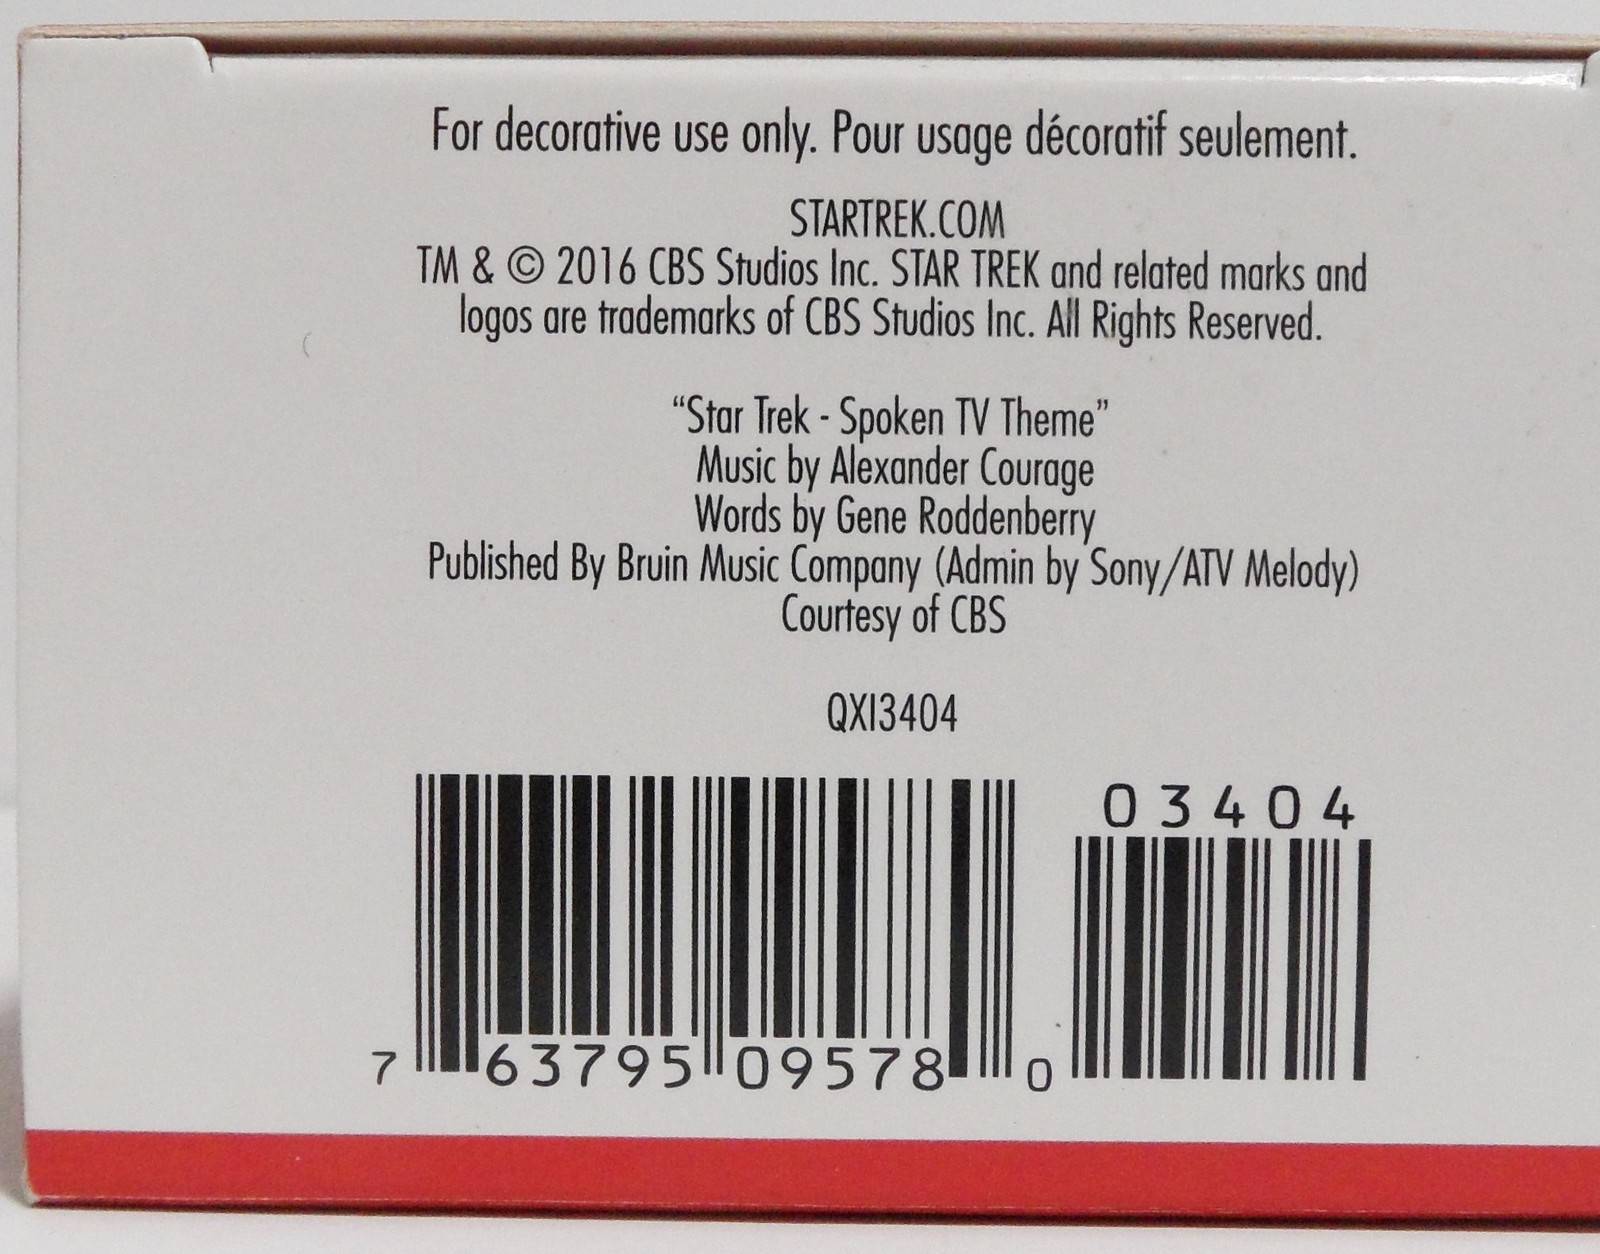 For decorative use only. Pour usage décoratif seulement.
STARTREK.COM
TM & © 2016 CBS Studios Inc. STAR TREK and related marks and
logos are trademarks of CBS Studios Inc. All Rights Reserved.
“Star Trek - Spoken TV Theme”
Music by Alexander Courage
Words by Gene Roddenberry
Published By Bruin Music Company (Admin by Sony/ATV Melody)
Courtesy of CBS
QXI3404
03404
7 63795 09578 0